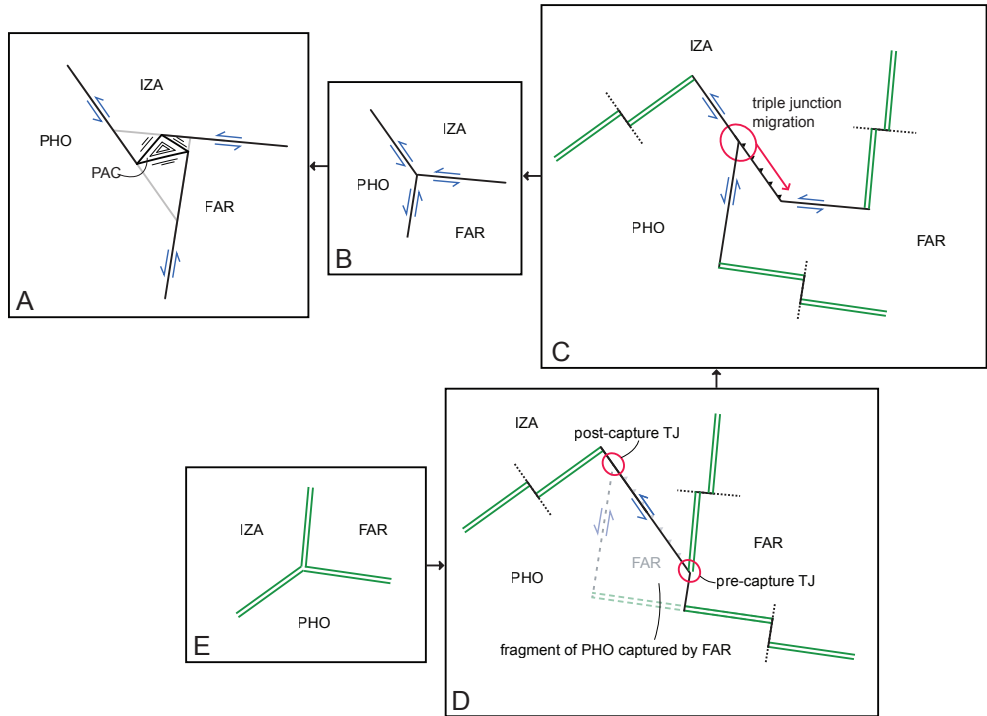 IZA
PHO
PAC
FAR
A
IZA
PHO
FAR
B
IZA
triple junction
migration
PHO
FAR
C
IZA
post-capture TJ
FAR
FAR
PHO
pre-capture TJ
fragment of PHO captured by FAR
D
IZA
FAR
PHO
E